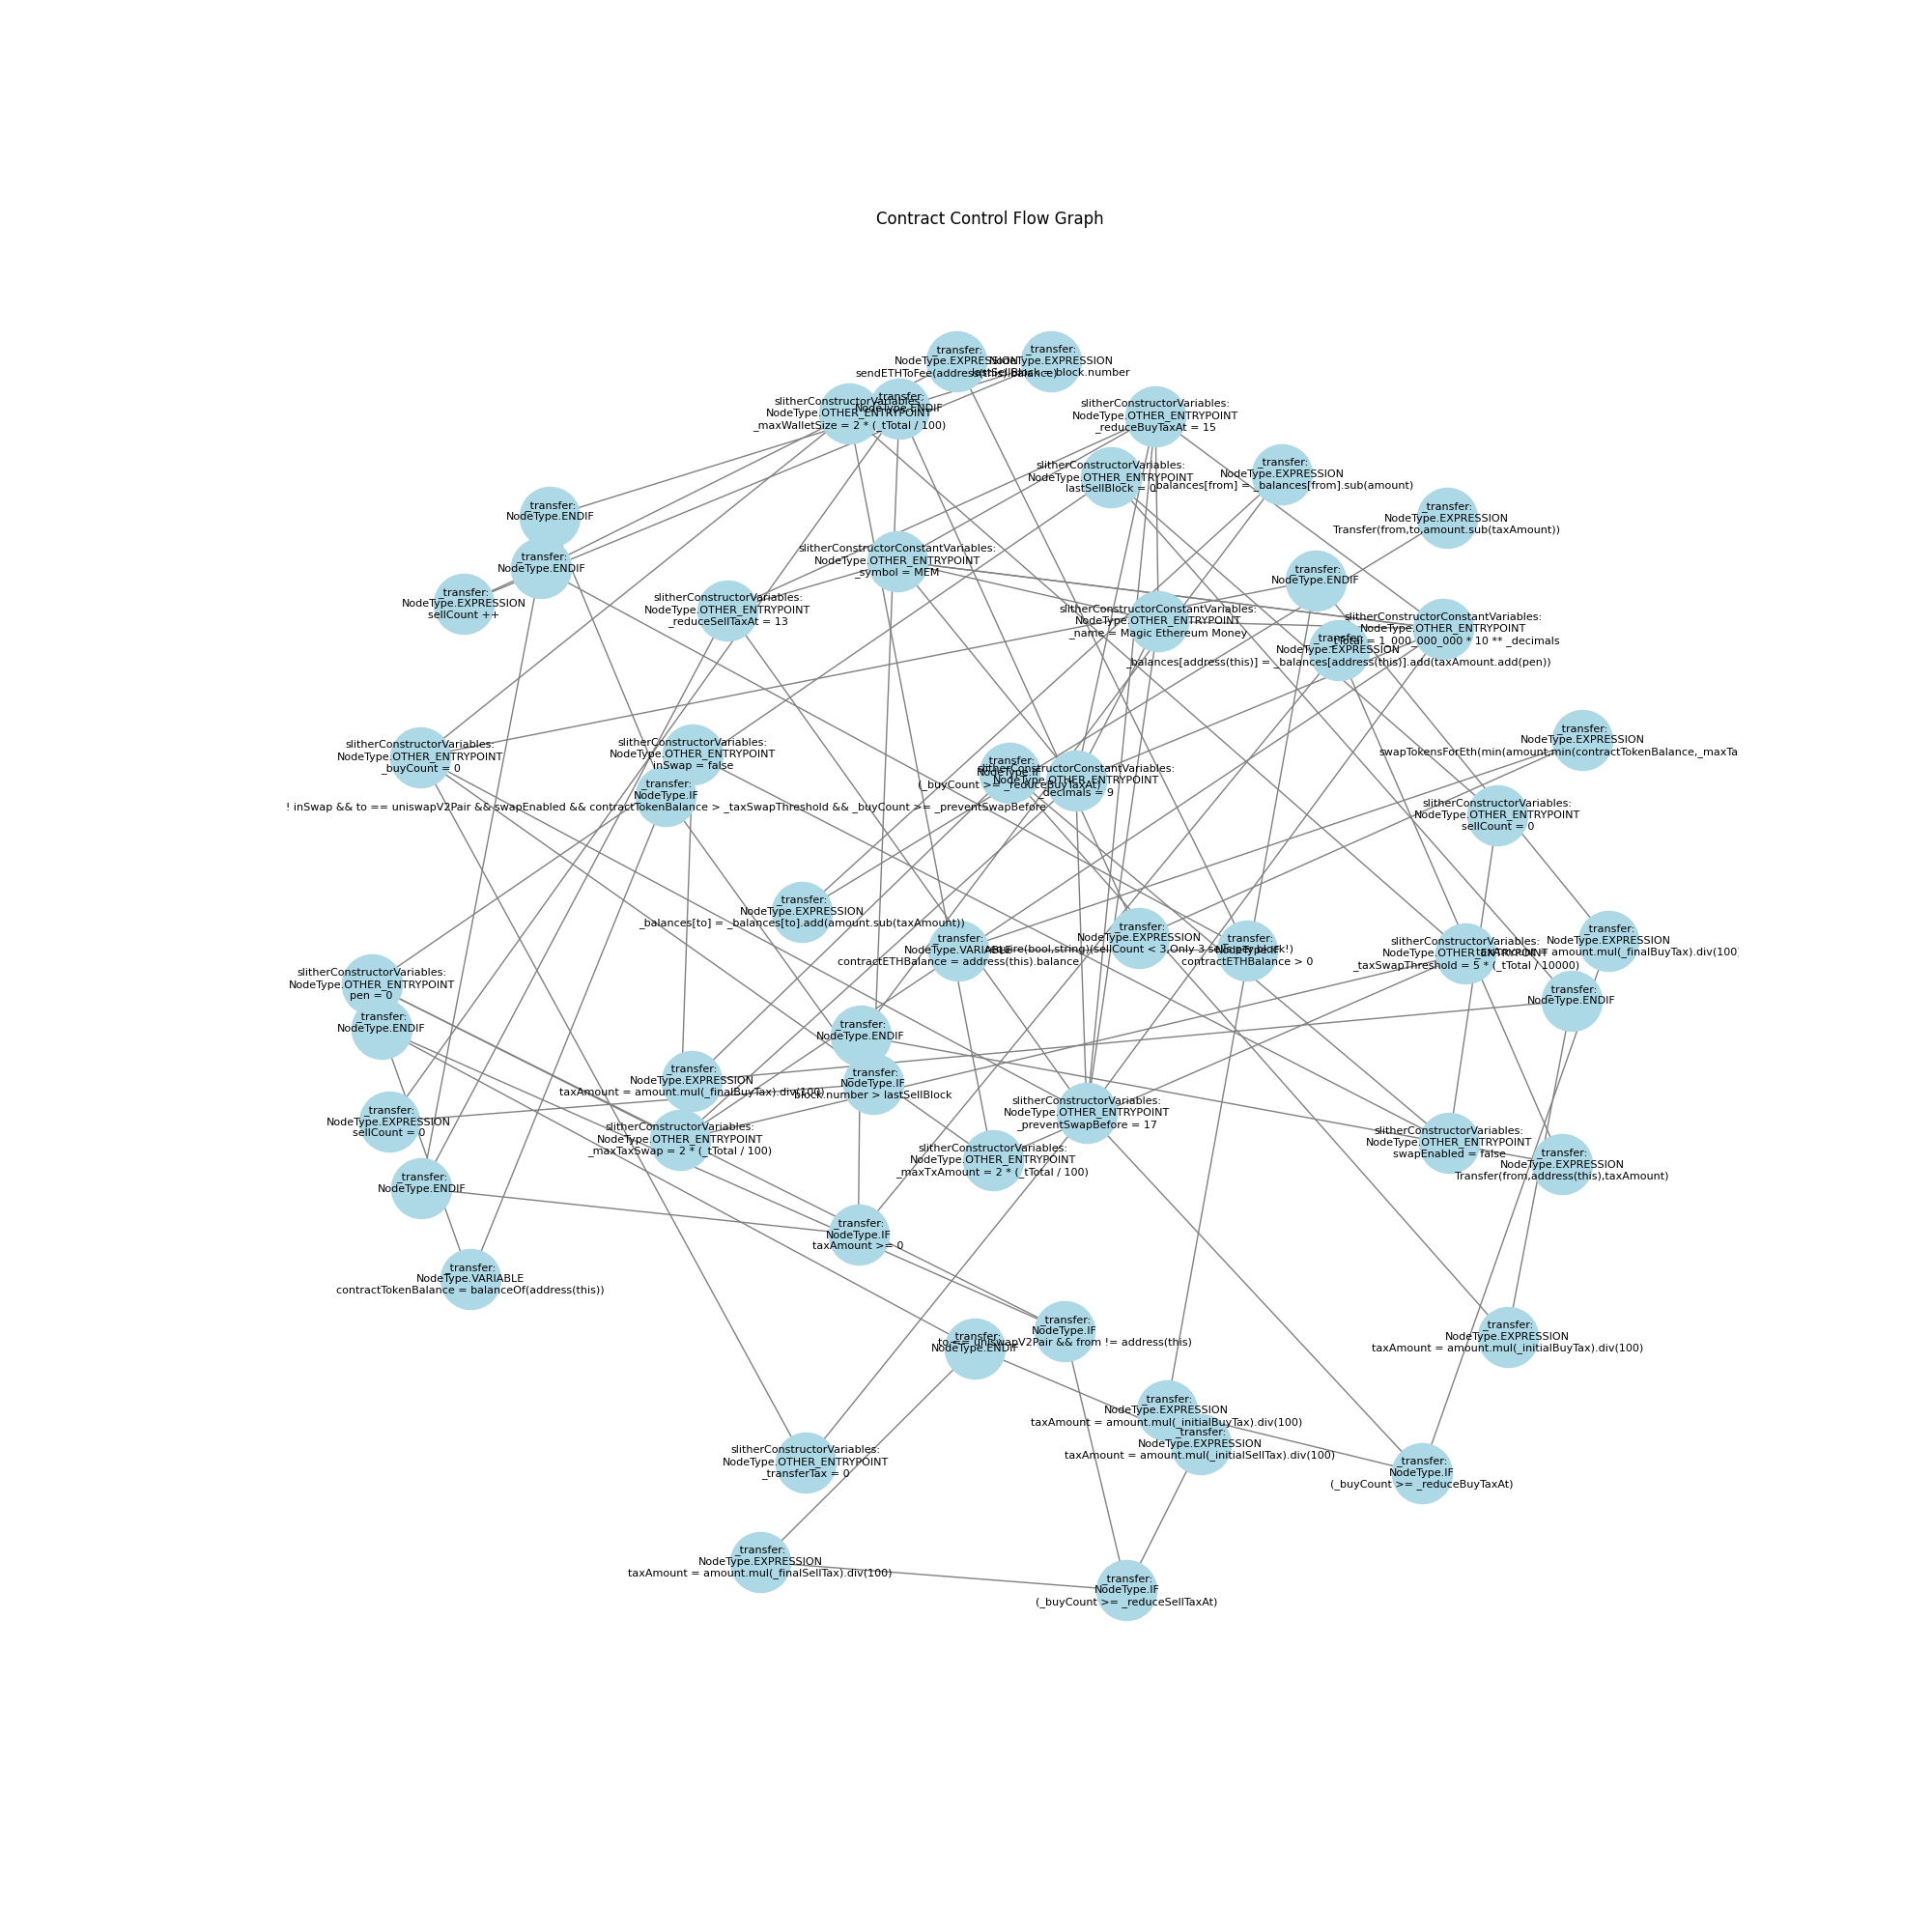 Contract Control Flow Graph
_transfer:
NodeType.EXPRESSION
sendETHToFee(address(this).balance)
_transfer:
NodeType.EXPRESSION
lastSellBlock = block.number
slitherConstructorVariables:
NodeType.OTHER_ENTRYPOINT
_maxWalletSize = 2 * (_tTotal / 100)
_transfer:
NodeType.ENDIF
slitherConstructorVariables:
NodeType.OTHER_ENTRYPOINT
_reduceBuyTaxAt = 15
slitherConstructorVariables:
NodeType.OTHER_ENTRYPOINT
lastSellBlock = 0
_transfer:
NodeType.EXPRESSION
_balances[from] = _balances[from].sub(amount)
_transfer:
NodeType.EXPRESSION
Transfer(from,to,amount.sub(taxAmount))
_transfer:
NodeType.ENDIF
_transfer:
NodeType.ENDIF
_transfer:
NodeType.EXPRESSION
sellCount ++
slitherConstructorConstantVariables:
NodeType.OTHER_ENTRYPOINT
_symbol = MEM
_transfer:
NodeType.ENDIF
slitherConstructorVariables:
NodeType.OTHER_ENTRYPOINT
_reduceSellTaxAt = 13
slitherConstructorConstantVariables:
NodeType.OTHER_ENTRYPOINT
_name = Magic Ethereum Money
slitherConstructorConstantVariables:
NodeType.OTHER_ENTRYPOINT
_tTotal = 1_000_000_000 * 10 ** _decimals
_transfer:
NodeType.EXPRESSION
_balances[address(this)] = _balances[address(this)].add(taxAmount.add(pen))
slitherConstructorVariables:
NodeType.OTHER_ENTRYPOINT
_buyCount = 0
slitherConstructorVariables:
NodeType.OTHER_ENTRYPOINT
inSwap = false
_transfer:
NodeType.IF
! inSwap && to == uniswapV2Pair && swapEnabled && contractTokenBalance > _taxSwapThreshold && _buyCount >= _preventSwapBefore
_transfer:
NodeType.IF
(_buyCount >= _reduceBuyTaxAt)
slitherConstructorConstantVariables:
NodeType.OTHER_ENTRYPOINT
_decimals = 9
_transfer:
NodeType.EXPRESSION
swapTokensForEth(min(amount,min(contractTokenBalance,_maxTa
slitherConstructorVariables:
NodeType.OTHER_ENTRYPOINT
sellCount = 0
_transfer:
NodeType.EXPRESSION
_balances[to] = _balances[to].add(amount.sub(taxAmount))
_transfer:
NodeType.VARIABLE
contractETHBalance = address(this).balance
_transfer:
NodeType.EXPRESSION
require(bool,string)(sellCount < 3,Only 3 sells per block!)
_transfer:
NodeType.IF
contractETHBalance > 0
slitherConstructorVariables:
NodeType.OTHER_ENTRYPOINT
_taxSwapThreshold = 5 * (_tTotal / 10000)
_transfer:
NodeType.EXPRESSION
taxAmount = amount.mul(_finalBuyTax).div(100)
slitherConstructorVariables:
NodeType.OTHER_ENTRYPOINT
pen = 0
_transfer:
NodeType.ENDIF
_transfer:
NodeType.ENDIF
_transfer:
NodeType.ENDIF
_transfer:
NodeType.EXPRESSION
taxAmount = amount.mul(_finalBuyTax).div(100)
_transfer:
NodeType.IF
block.number > lastSellBlock
_transfer:
NodeType.EXPRESSION
sellCount = 0
slitherConstructorVariables:
NodeType.OTHER_ENTRYPOINT
_preventSwapBefore = 17
slitherConstructorVariables:
NodeType.OTHER_ENTRYPOINT
_maxTaxSwap = 2 * (_tTotal / 100)
slitherConstructorVariables:
NodeType.OTHER_ENTRYPOINT
_maxTxAmount = 2 * (_tTotal / 100)
slitherConstructorVariables:
NodeType.OTHER_ENTRYPOINT
swapEnabled = false
_transfer:
NodeType.EXPRESSION
Transfer(from,address(this),taxAmount)
_transfer:
NodeType.ENDIF
_transfer:
NodeType.IF
taxAmount >= 0
_transfer:
NodeType.VARIABLE
contractTokenBalance = balanceOf(address(this))
_transfer:
NodeType.ENDIF
_transfer:
NodeType.IF
to == uniswapV2Pair && from != address(this)
_transfer:
NodeType.EXPRESSION
taxAmount = amount.mul(_initialBuyTax).div(100)
_transfer:
NodeType.EXPRESSION
taxAmount = amount.mul(_initialBuyTax).div(100)
_transfer:
NodeType.EXPRESSION
taxAmount = amount.mul(_initialSellTax).div(100)
slitherConstructorVariables:
NodeType.OTHER_ENTRYPOINT
_transferTax = 0
_transfer:
NodeType.IF
(_buyCount >= _reduceBuyTaxAt)
_transfer:
NodeType.EXPRESSION
taxAmount = amount.mul(_finalSellTax).div(100)
_transfer:
NodeType.IF
(_buyCount >= _reduceSellTaxAt)